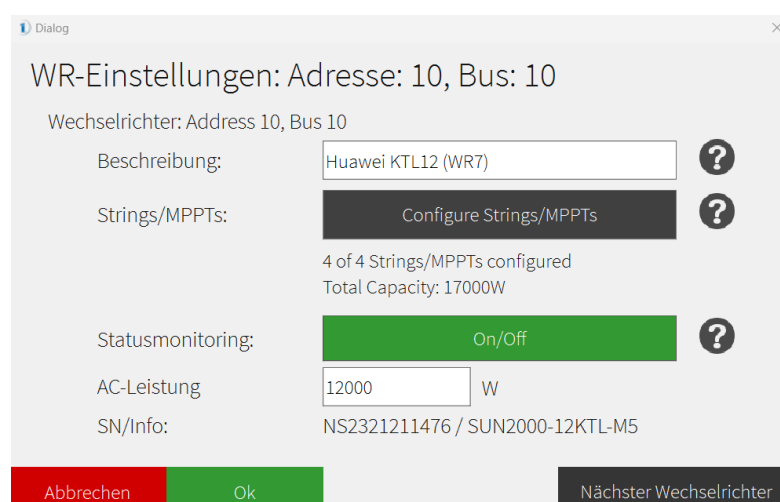 Dialog
WR-Einstellungen: Adresse: 10, Bus: 10
Wechselrichter: Address 10, Bus 10
Beschreibung: Huawei KTL12 (WR7) ?
Strings/MPPTs: Configure Strings/MPPTs ?
4 of 4 Strings/MPPTs configured
Total Capacity: 17000W
Statusmonitoring: On/Off ?
AC-Leistung 12000 W
SN/Info: NS2321211476 / SUN2000-12KTL-M5
Abbrechen Ok Nächster Wechselrichter